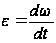 ε = dω/dt